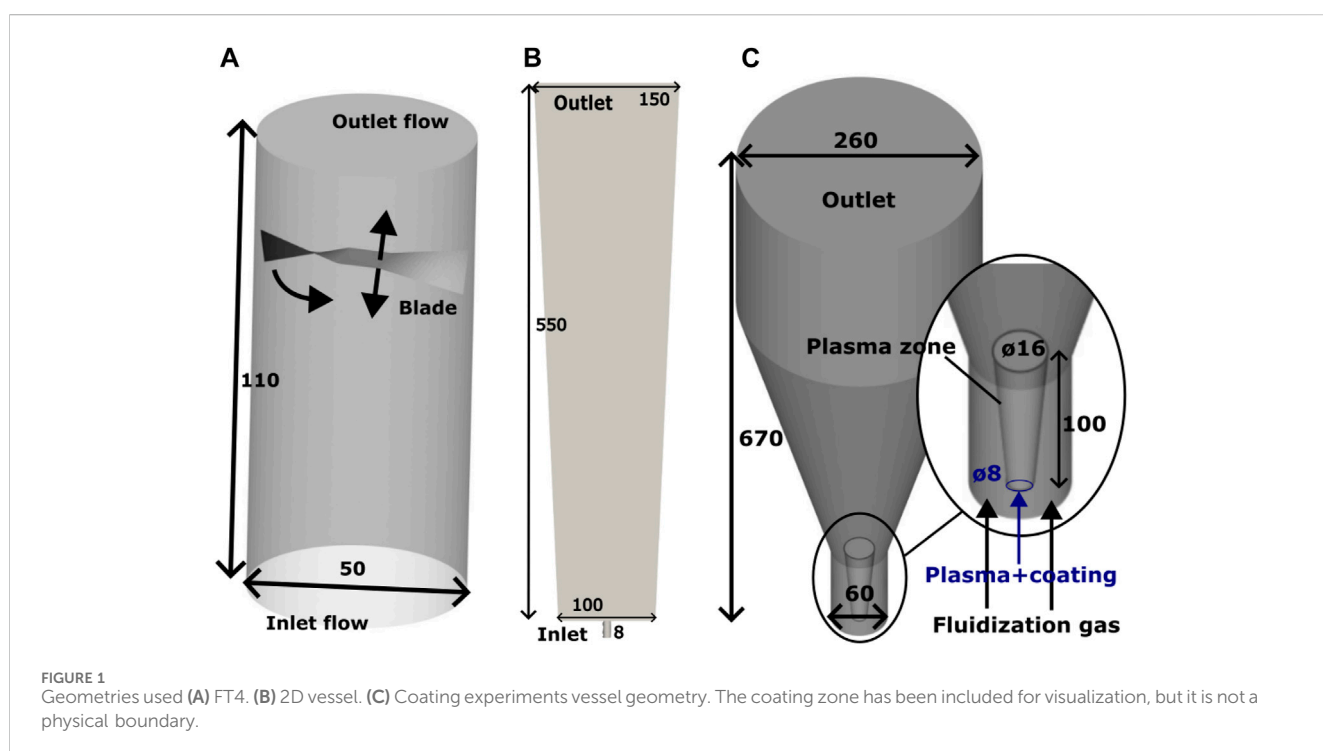 A
Outlet flow
Blade
110
50
Inlet flow
B
Outlet
150
550
100
Inlet
8
C
260
Outlet
Plasma zone
ø16
670
100
ø8
60
Plasma+coating
Fluidization gas
FIGURE 1
Geometries used (A) FT4. (B) 2D vessel. (C) Coating experiments vessel geometry. The coating zone has been included for visualization, but it is not a
physical boundary.